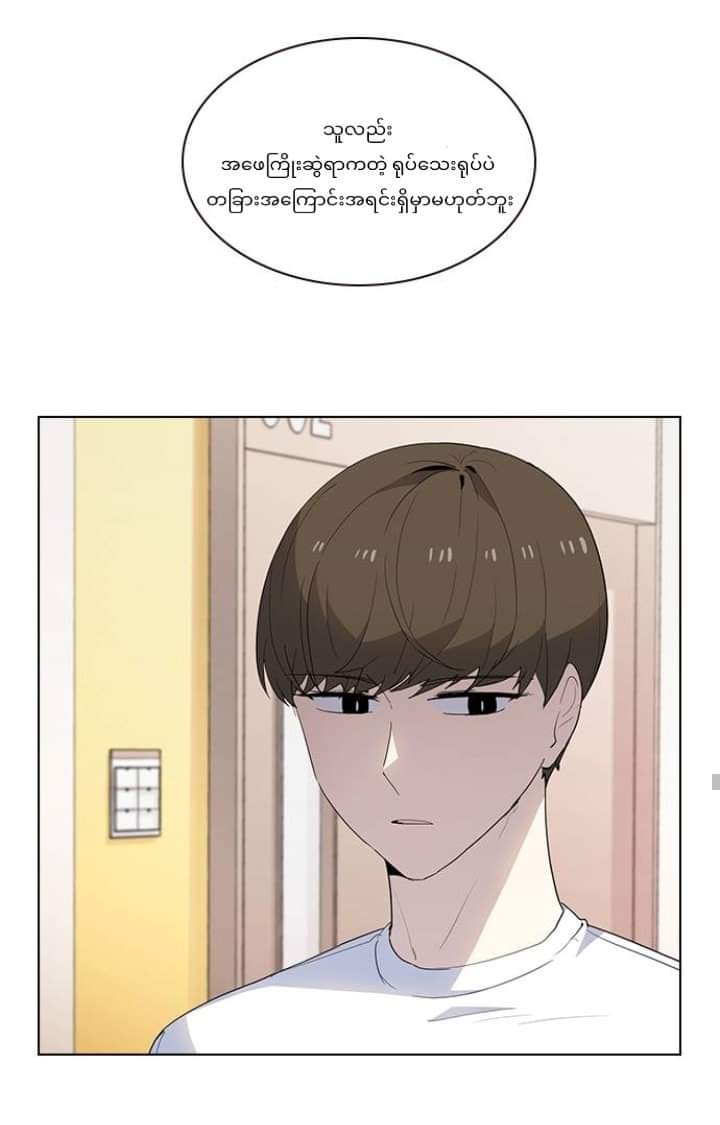 သူလည်း
အဖေကြိုးဆွဲရာကတဲ့ ရုပ်သေးရုပ်ပဲ
တခြားအကြောင်းအရင်းရှိမှာမဟုတ်ဘူး